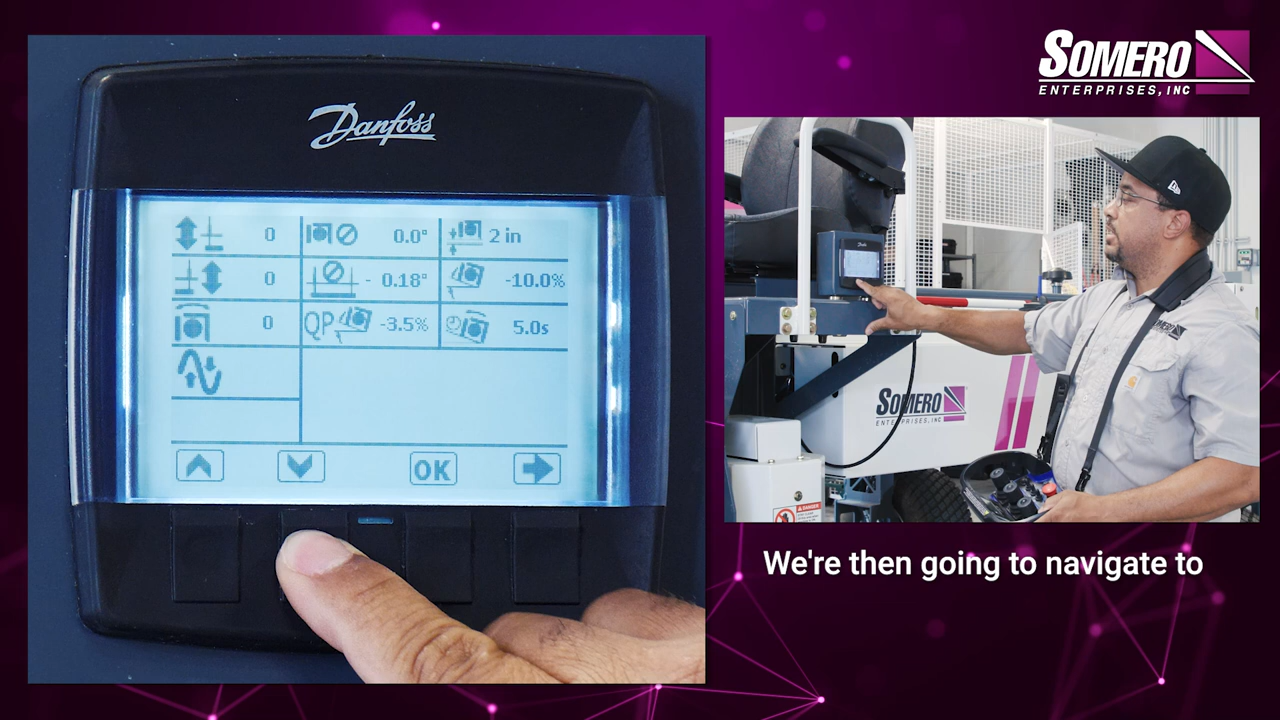 Danfoss
0
0.0°
2 in
0
- 0.18°
-10.0%
0
QP
-3.5%
5.0s
OK
SOMERO
ENTERPRISES, INC
SOMERO
ENTERPRISES, INC
We're then going to navigate to